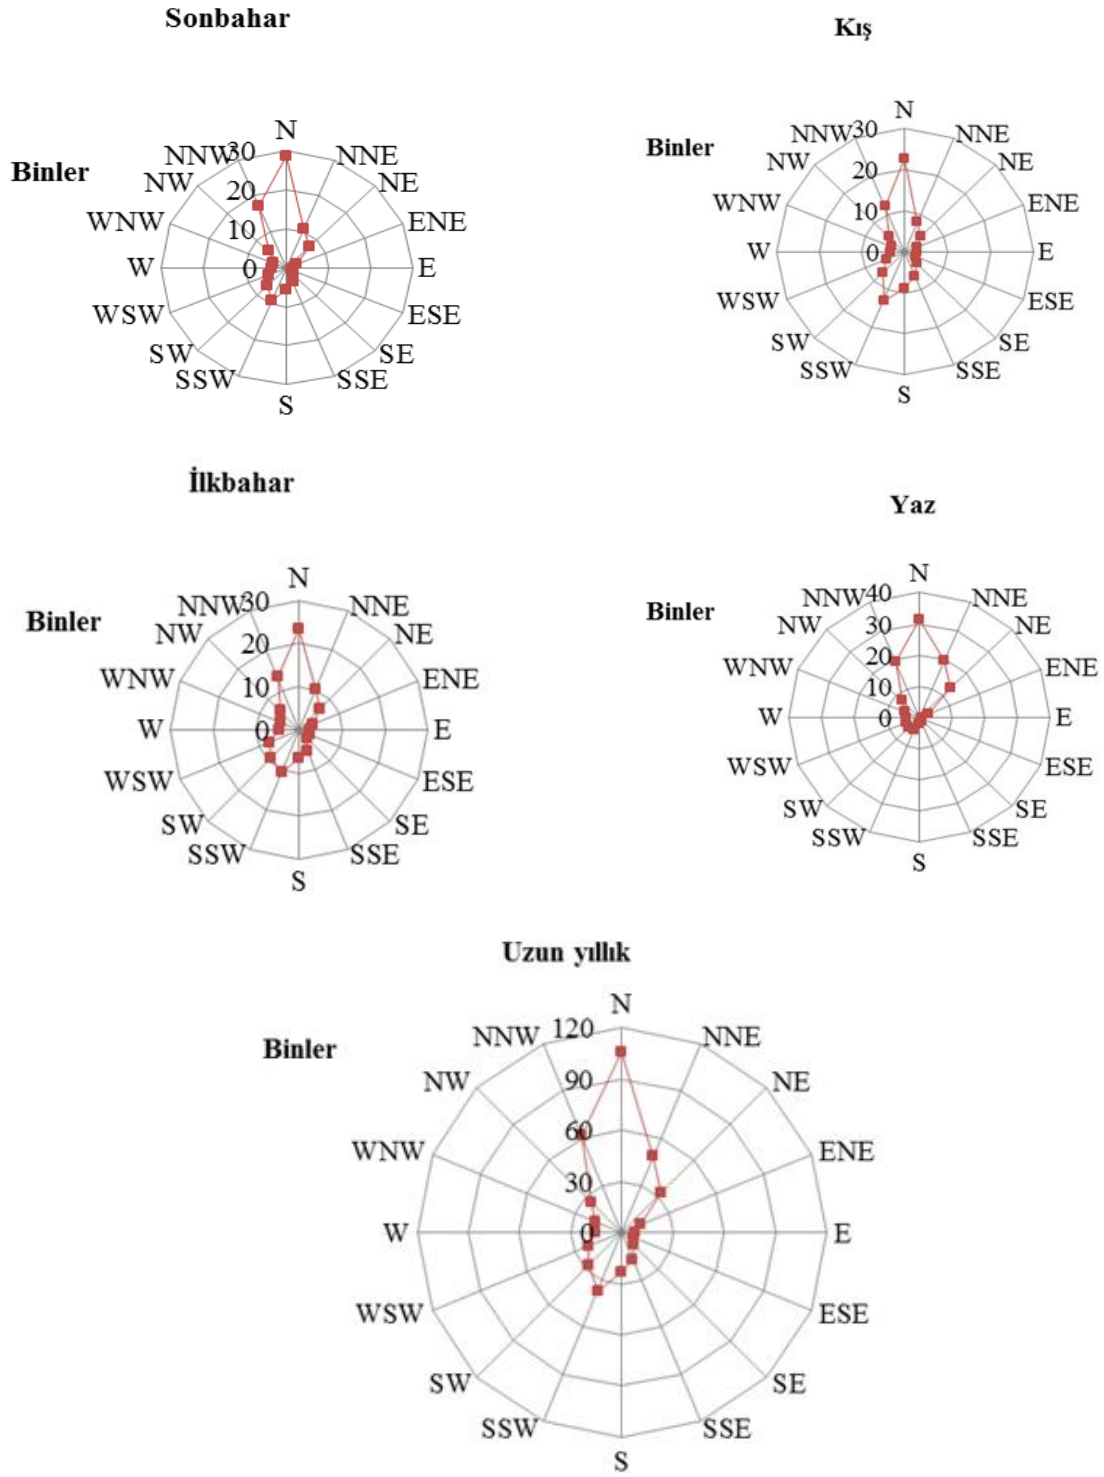 Sonbahar
Binler
N
NNE
NE
ENE
E
ESE
SE
SSE
S
SSW
SW
WSW
W
WNW
NW
NNW
30
20
10
0
Kış
Binler
N
NNE
NE
ENE
E
ESE
SE
SSE
S
SSW
SW
WSW
W
WNW
NW
NNW
30
20
10
0
İlkbahar
Binler
N
NNE
NE
ENE
E
ESE
SE
SSE
S
SSW
SW
WSW
W
WNW
NW
NNW
30
20
10
0
Yaz
Binler
N
NNE
NE
ENE
E
ESE
SE
SSE
S
SSW
SW
WSW
W
WNW
NW
NNW
40
30
20
10
0
Uzun yıllık
Binler
N
NNE
NE
ENE
E
ESE
SE
SSE
S
SSW
SW
WSW
W
WNW
NW
NNW
120
90
60
30
0